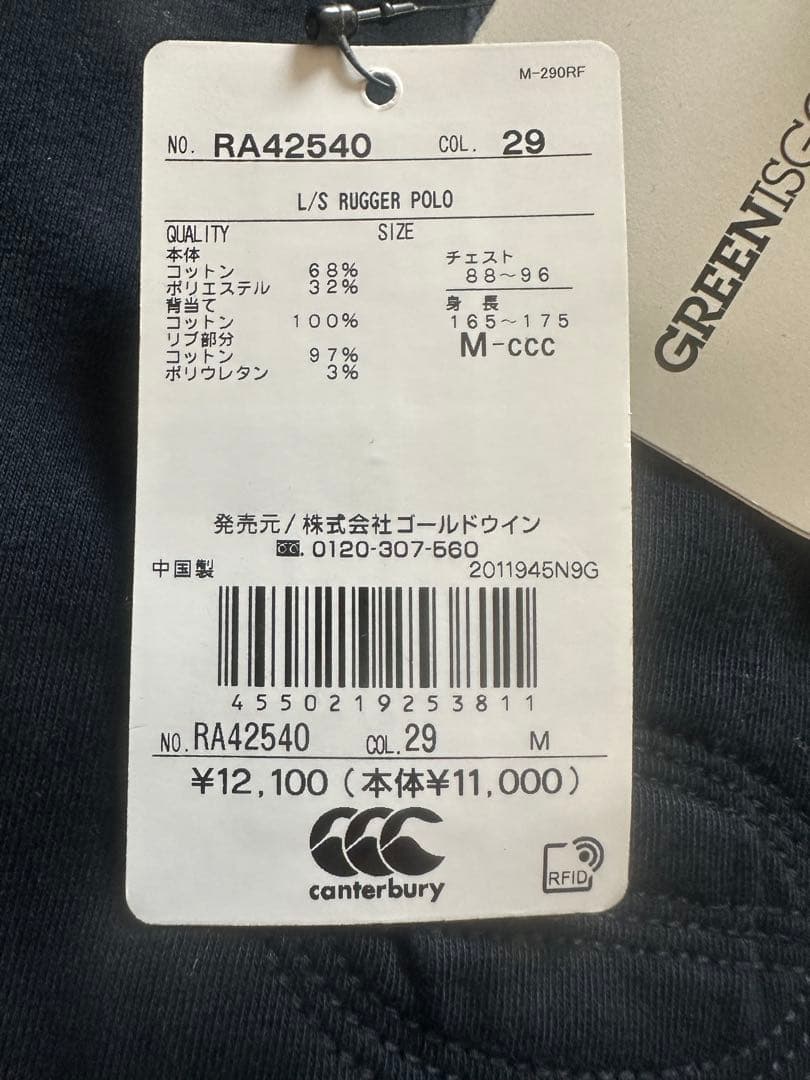 M-290RF
NO. RA42540 COL. 29
L/S RUGGER POLO
QUALITY SIZE
本体
コットン 68%
ポリエステル 32%
背当て
コットン 100%
リブ部分
コットン 97%
ポリウレタン 3%
チェスト
88~96
身 長
165~175
M-CCC
発売元/株式会社ゴールドウイン
0120-307-560
中国製 2011945N9G
4550219253811
NO.RA42540 COL.29 M
¥12,100(本体¥11,000)
canterbury
RFID
GREENISGO